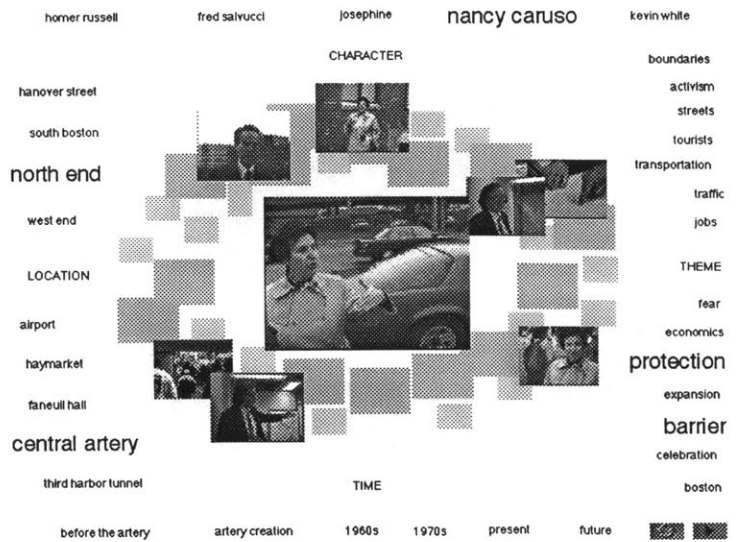 homer russell fred salvucci josephine nancy caruso kevin white
CHARACTER
boundaries
hanover street
activism
streets
south boston
tourists
north end
transportation
traffic
west end
jobs
LOCATION
THEME
fear
airport
economics
haymarket
protection
expansion
faneuil hall
barrier
central artery
celebration
third harbor tunnel
TIME
boston
before the artery artery creation 1960s 1970s present future